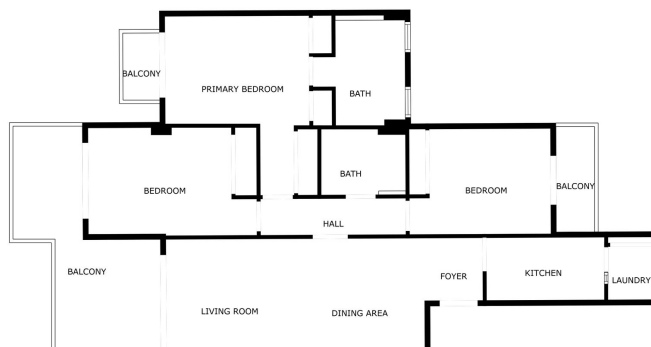 BALCONY
PRIMARY BEDROOM
BATH
BEDROOM
BATH
BEDROOM
BALCONY
HALL
BALCONY
FOYER
KITCHEN
LAUNDRY
LIVING ROOM
DINING AREA